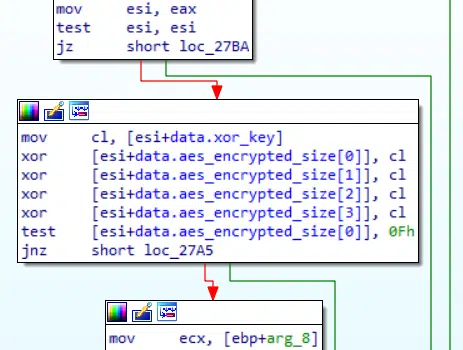 mov esi, eax
test esi, esi
jz short loc_27BA
mov cl, [esi+data.xor_key]
xor [esi+data.aes_encrypted_size[0]], cl
xor [esi+data.aes_encrypted_size[1]], cl
xor [esi+data.aes_encrypted_size[2]], cl
xor [esi+data.aes_encrypted_size[3]], cl
test [esi+data.aes_encrypted_size[0]], 0Fh
jnz short loc_27A5
mov ecx, [ebp+arg_8]